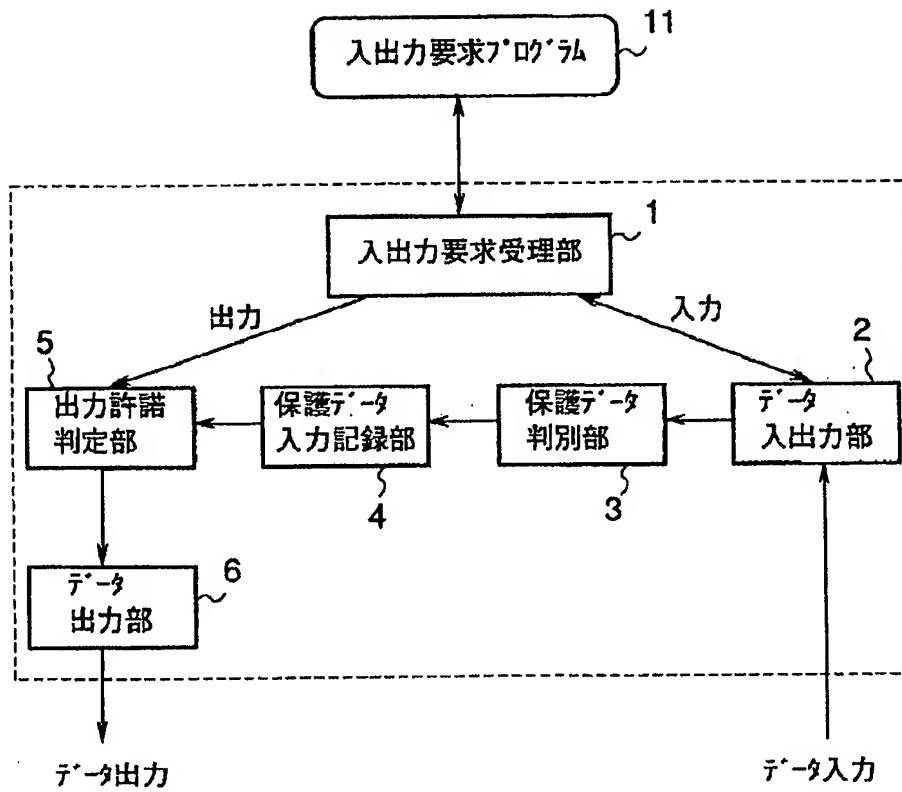 11
入出力要求ﾌﾟﾛｸﾞﾗﾑ
1
入出力要求受理部
出力
入力
5
出力許諾
判定部
保護ﾃﾞｰﾀ
入力記録部
4
保護ﾃﾞｰﾀ
判別部
3
2
ﾃﾞｰﾀ
入出力部
6
ﾃﾞｰﾀ
出力部
ﾃﾞｰﾀ出力
ﾃﾞｰﾀ入力